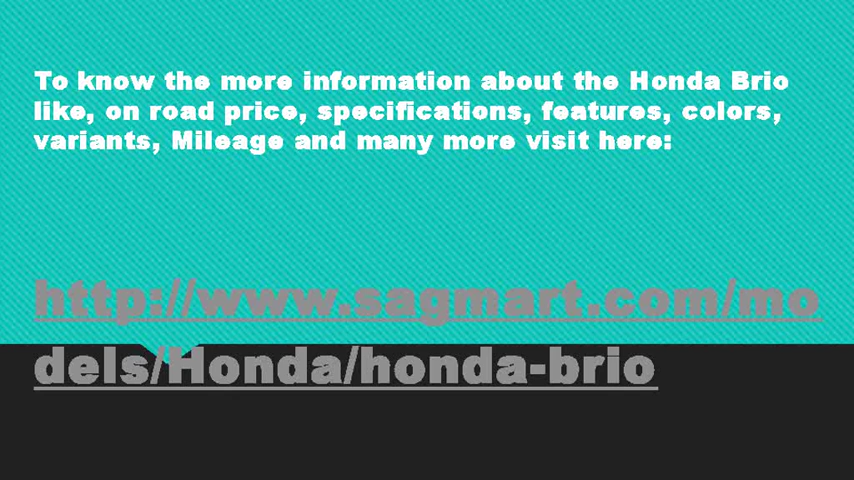 To know the more information about the Honda Brio
like, on road price, specifications, features, colors,
variants, Mileage and many more visit here:
http://www.sagmart.com/mo
dels/Honda/honda-brio